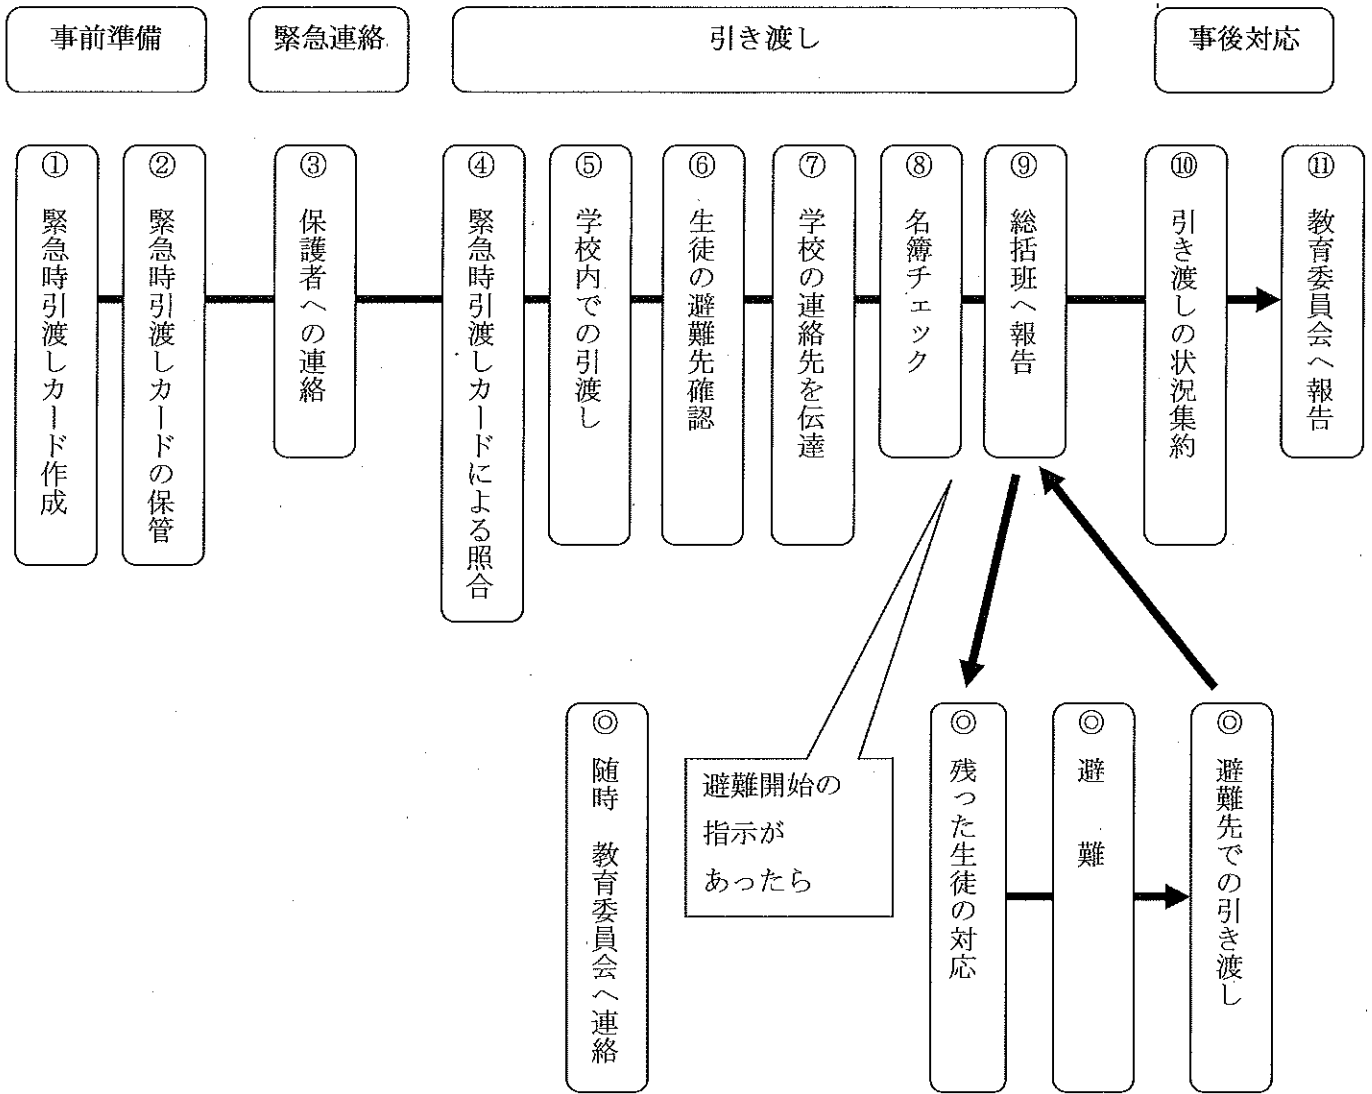 事前準備
緊急連絡
引き渡し
事後対応
① 緊急時引渡しカード作成
② 緊急時引渡しカードの保管
③ 保護者への連絡
④ 緊急時引渡しカードによる照合
⑤ 学校内での引渡し
⑥ 生徒の避難先確認
⑦ 学校の連絡先を伝達
⑧ 名簿チェック
⑨ 総括班へ報告
⑩ 引き渡しの状況集約
⑪ 教育委員会へ報告
◎ 随時 教育委員会へ連絡
避難開始の
指示が
あったら
◎ 残った生徒の対応
◎ 避 難
◎ 避難先での引き渡し